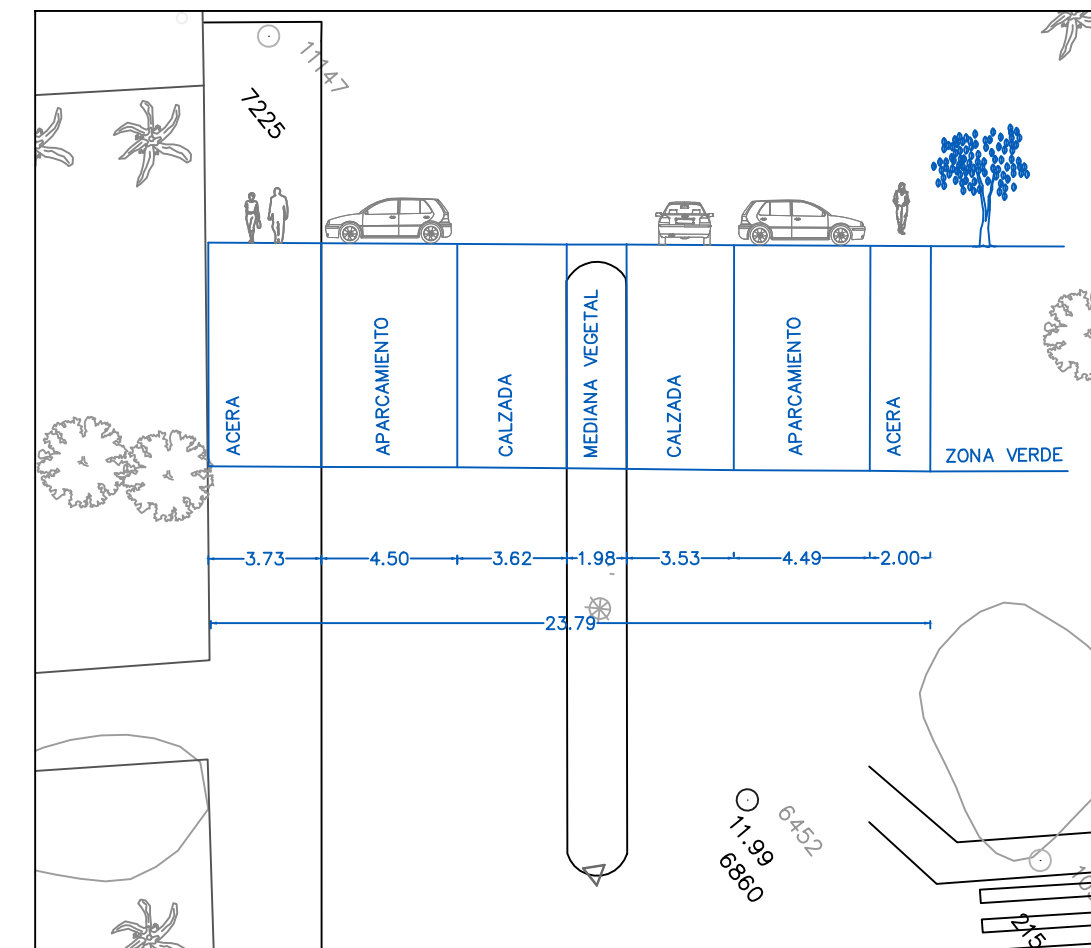 11147
7225
ACERA
APARCAMIENTO
CALZADA
MEDIANA VEGETAL
CALZADA
APARCAMIENTO
ACERA
ZONA VERDE
3.73 4.50 3.62 1.98 3.53 4.49 2.00
23.79
6452
11.99
6860
215